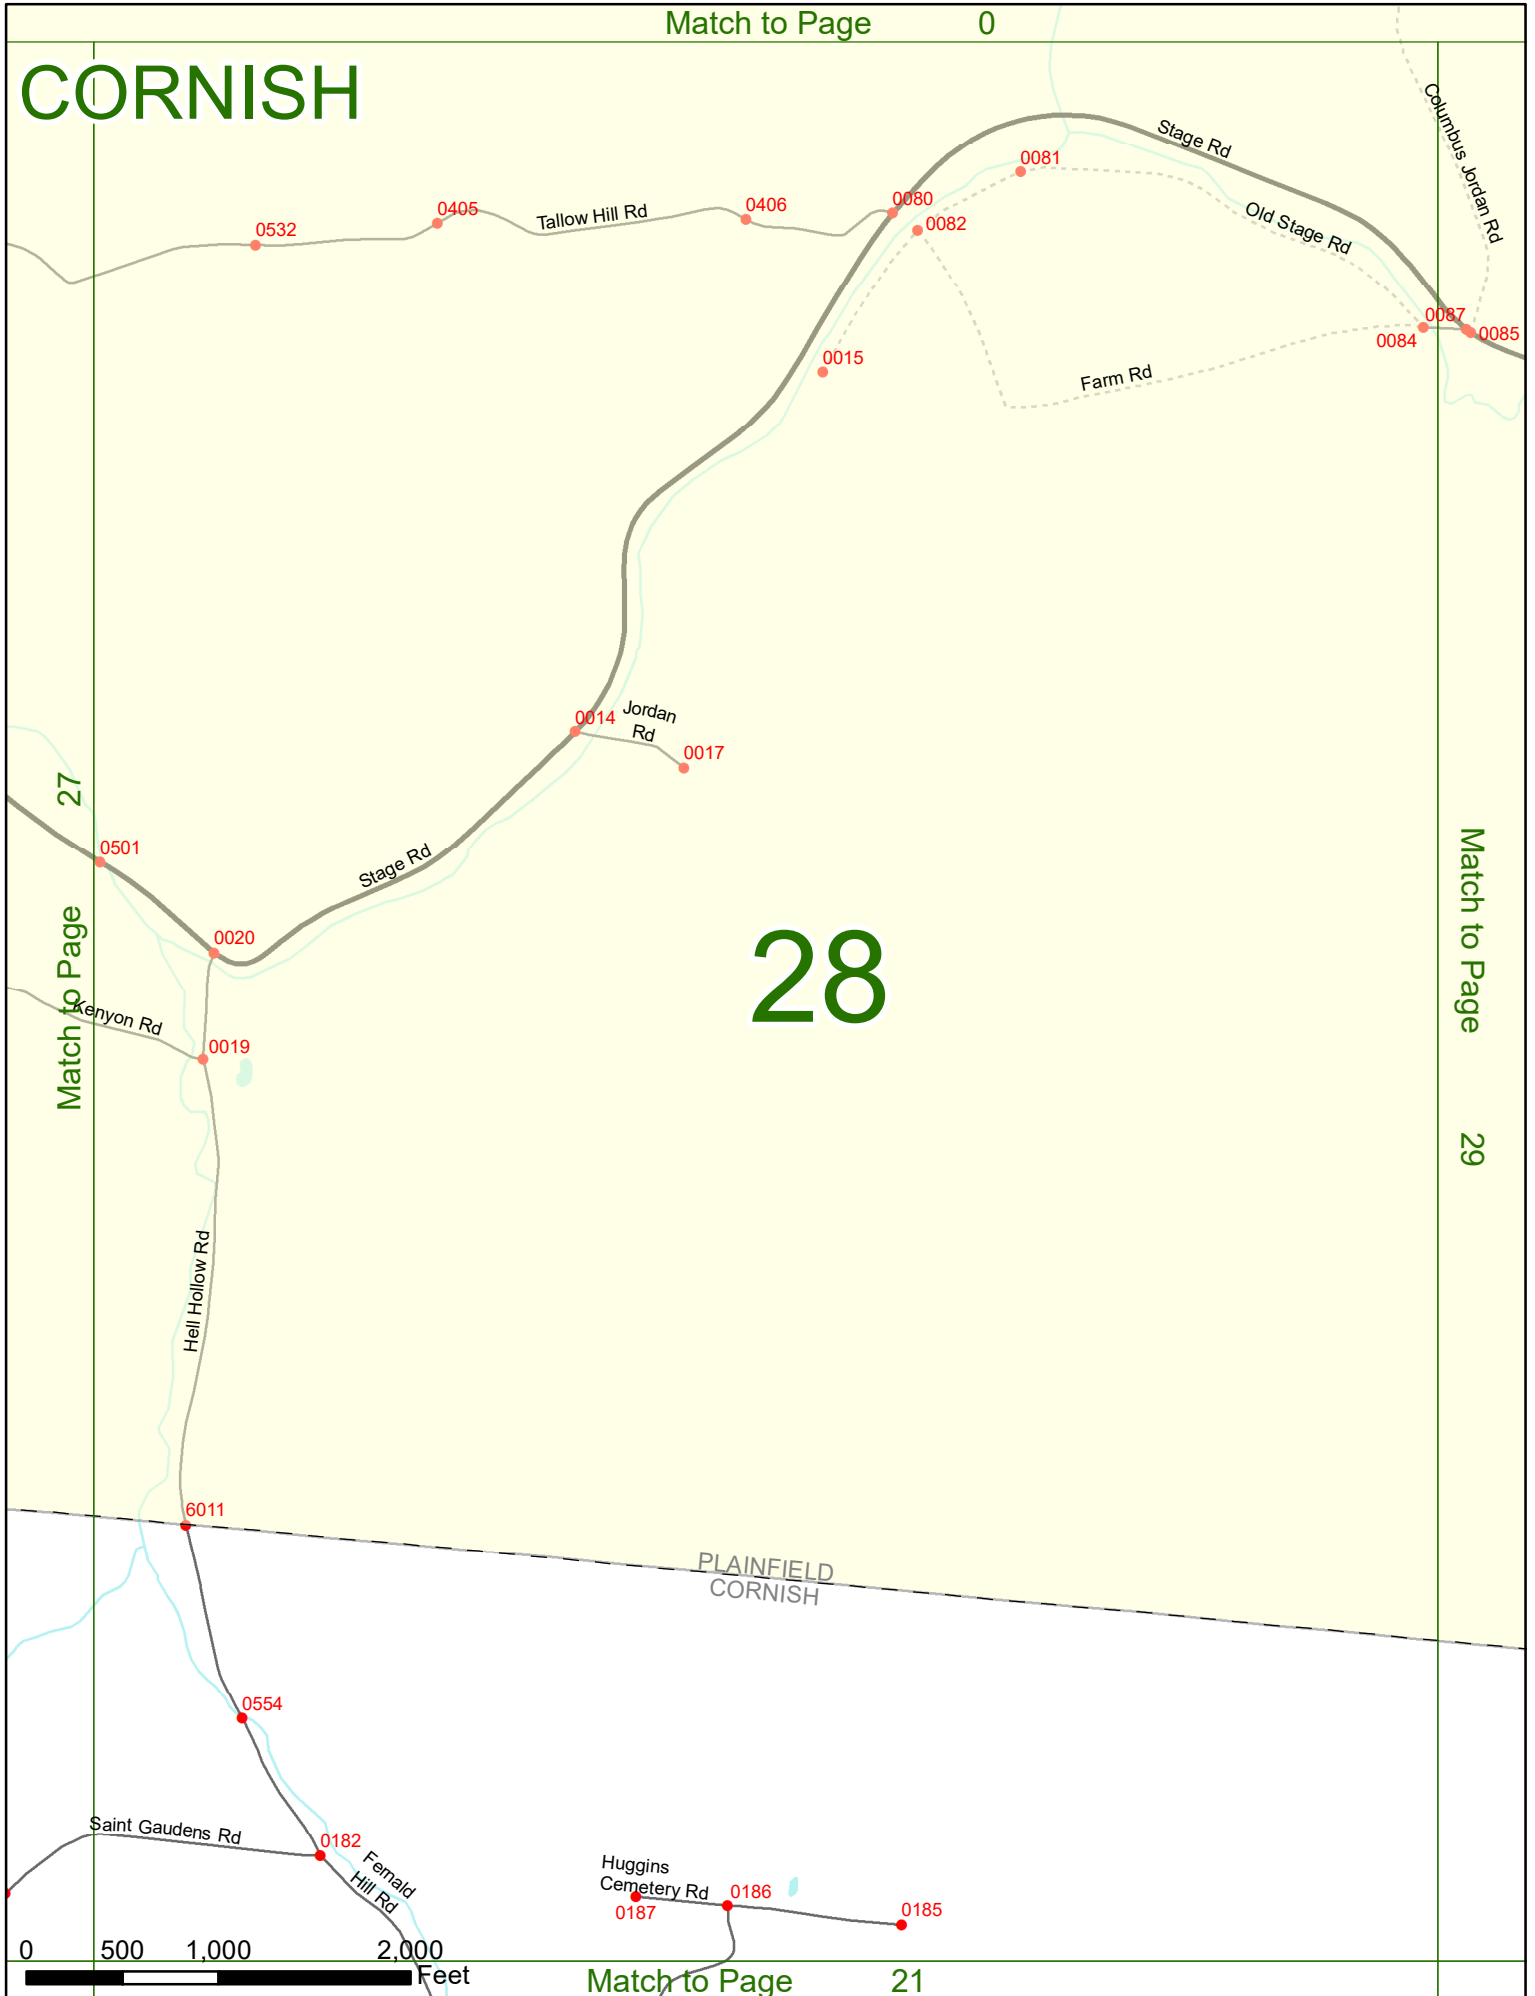 Match to Page 0
CORNISH
Columbus Jordan Rd
Stage Rd
0081
0405
0406
0080
Tallow Hill Rd
0532
0082
Old Stage Rd
0087
0084
0085
0015
Farm Rd
Jordan
Rd
0014
0017
27
Match to Page
0501
Stage Rd
0020
28
Match to Page
29
Kenyon Rd
0019
Hell Hollow Rd
6011
PLAINFIELD
CORNISH
0554
Saint Gaudens Rd
0182
Fernald
Hill Rd
Huggins
Cemetery Rd
0187
0186
0185
0 500 1,000 2,000
Feet
Match to Page 21